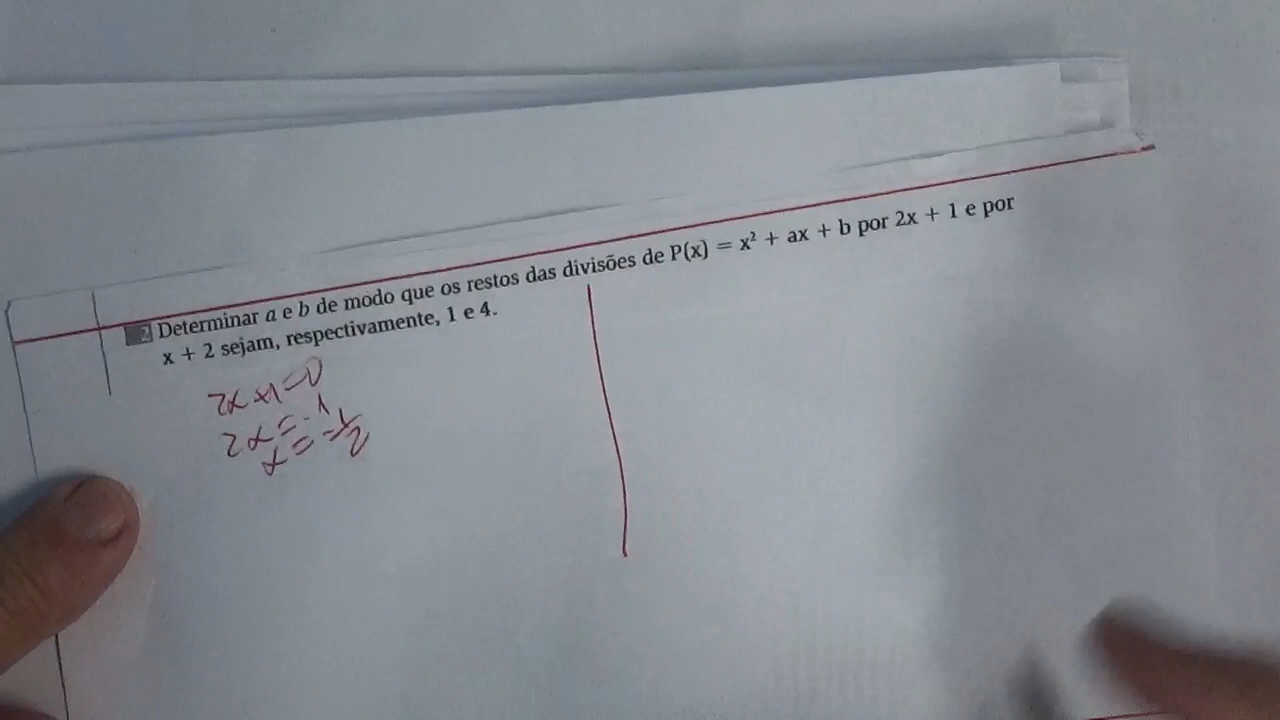 2 Determinar a e b de modo que os restos das divisões de P(x) = x² + ax + b por 2x + 1 e por
x + 2 sejam, respectivamente, 1 e 4.
2x+1=0
2x=-1
x=-1/2